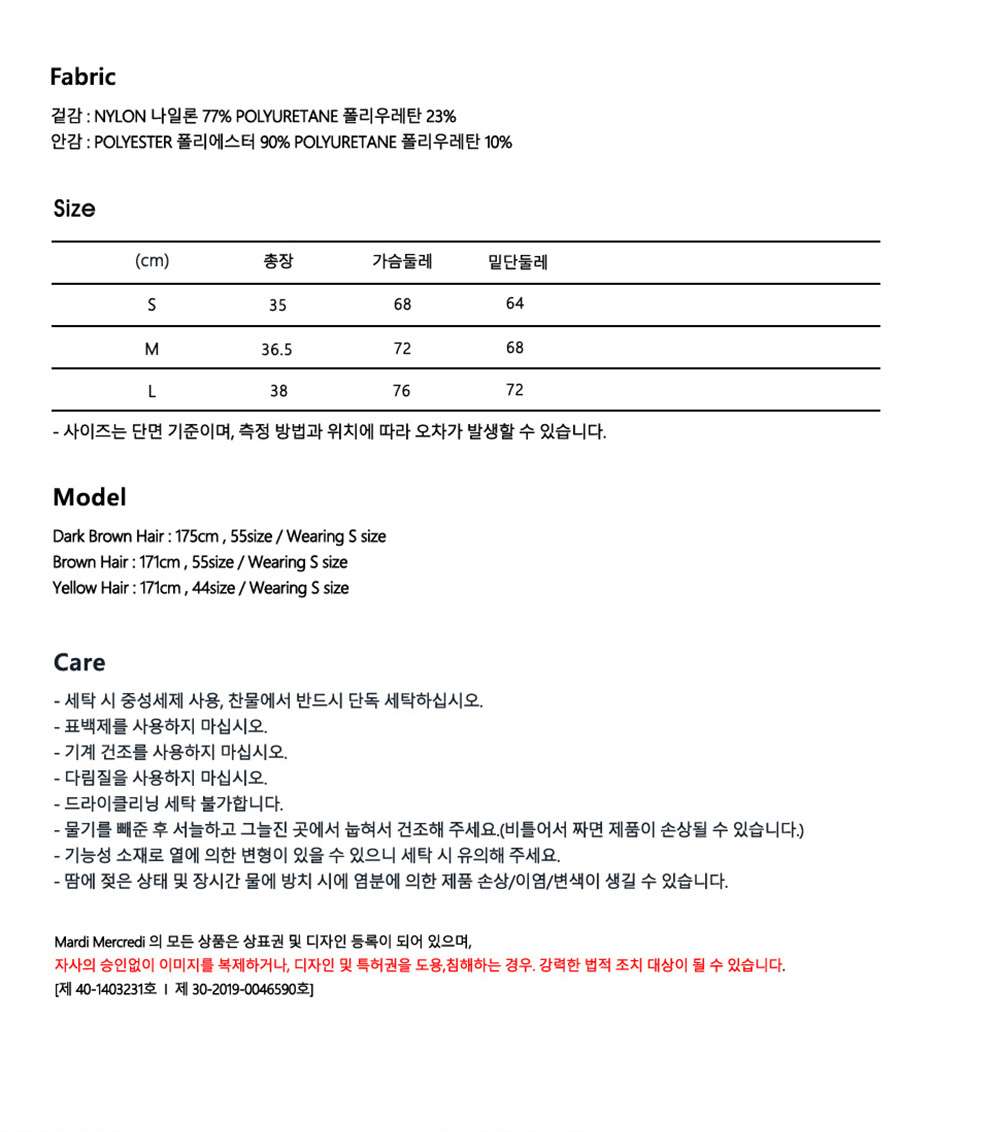 Fabric
겉감 : NYLON 나일론 77% POLYURETANE 폴리우레탄 23%
안감 : POLYESTER 폴리에스터 90% POLYURETANE 폴리우레탄 10%
Size
(cm) 총장 가슴둘레 밑단둘레
S 35 68 64
M 36.5 72 68
L 38 76 72
- 사이즈는 단면 기준이며, 측정 방법과 위치에 따라 오차가 발생할 수 있습니다.
Model
Dark Brown Hair : 175cm , 55size / Wearing S size
Brown Hair : 171cm , 55size / Wearing S size
Yellow Hair : 171cm , 44size / Wearing S size
Care
- 세탁 시 중성세제 사용, 찬물에서 반드시 단독 세탁하십시오.
- 표백제를 사용하지 마십시오.
- 기계 건조를 사용하지 마십시오.
- 다림질을 사용하지 마십시오.
- 드라이클리닝 세탁 불가합니다.
- 물기를 빼준 후 서늘하고 그늘진 곳에서 눕혀서 건조해 주세요.(비틀어서 짜면 제품이 손상될 수 있습니다.)
- 기능성 소재로 열에 의한 변형이 있을 수 있으니 세탁 시 유의해 주세요.
- 땀에 젖은 상태 및 장시간 물에 방치 시에 염분에 의한 제품 손상/이염/변색이 생길 수 있습니다.
Mardi Mercredi 의 모든 상품은 상표권 및 디자인 등록이 되어 있으며,
자사의 승인없이 이미지를 복제하거나, 디자인 및 특허권을 도용,침해하는 경우. 강력한 법적 조치 대상이 될 수 있습니다.
[제 40-1403231호 I 제 30-2019-0046590호]